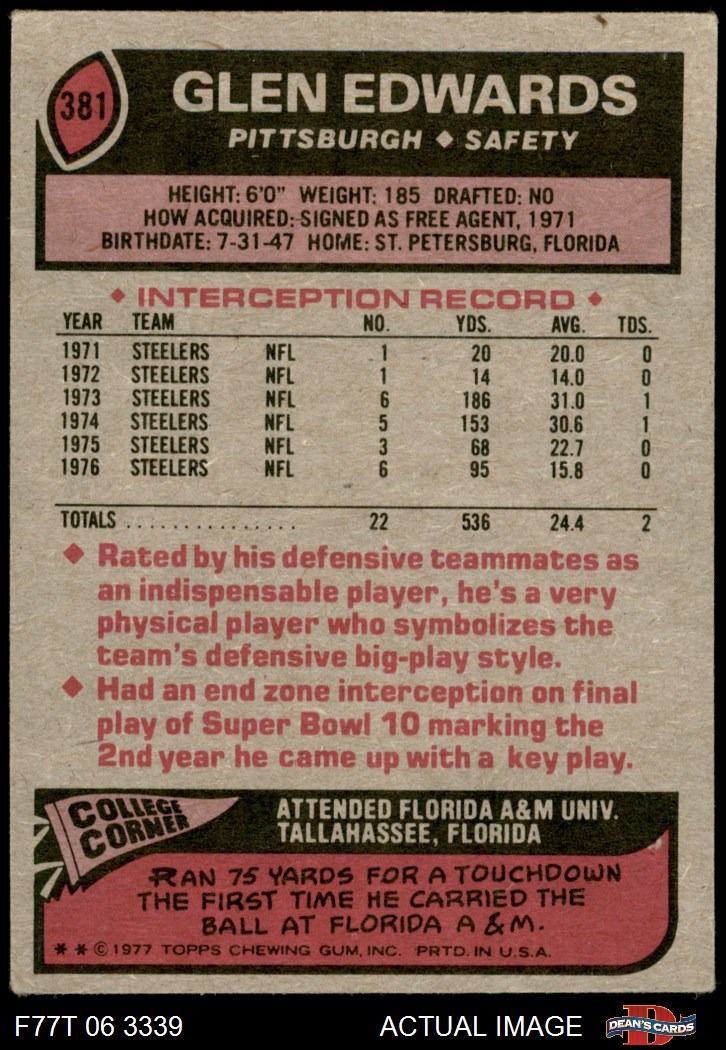 381
GLEN EDWARDS
PITTSBURGH ◆ SAFETY
HEIGHT: 6'0" WEIGHT: 185 DRAFTED: NO
HOW ACQUIRED: SIGNED AS FREE AGENT, 1971
BIRTHDATE: 7-31-47 HOME: ST. PETERSBURG, FLORIDA
◆ INTERCEPTION RECORD ◆
YEAR TEAM NO. YDS. AVG. TDS.
1971 STEELERS NFL 1 20 20.0 0
1972 STEELERS NFL 1 14 14.0 0
1973 STEELERS NFL 6 186 31.0 1
1974 STEELERS NFL 5 153 30.6 1
1975 STEELERS NFL 3 68 22.7 0
1976 STEELERS NFL 6 95 15.8 0
TOTALS ................ 22 536 24.4 2
◆ Rated by his defensive teammates as
an indispensable player, he's a very
physical player who symbolizes the
team's defensive big-play style.
◆ Had an end zone interception on final
play of Super Bowl 10 marking the
2nd year he came up with a key play.
COLLEGE
CORNER
ATTENDED FLORIDA A&M UNIV.
TALLAHASSEE, FLORIDA
RAN 75 YARDS FOR A TOUCHDOWN
THE FIRST TIME HE CARRIED THE
BALL AT FLORIDA A & M.
** © 1977 TOPPS CHEWING GUM, INC. PRTD. IN U.S.A.
F77T 06 3339 ACTUAL IMAGE
D
DEAN'S CARDS